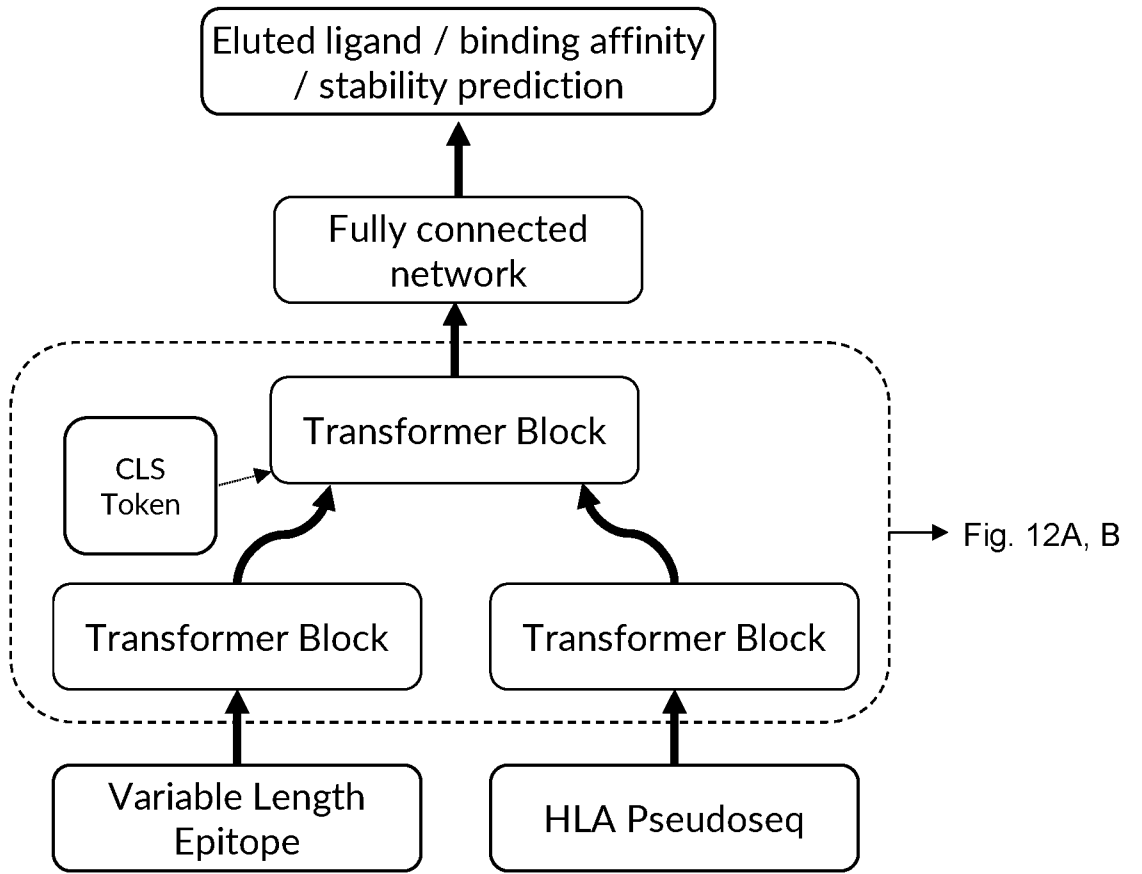 Eluted ligand / binding affinity
/ stability prediction
Fully connected
network
Transformer Block
CLS
Token
Fig. 12A, B
Transformer Block
Transformer Block
Variable Length
Epitope
HLA Pseudoseq